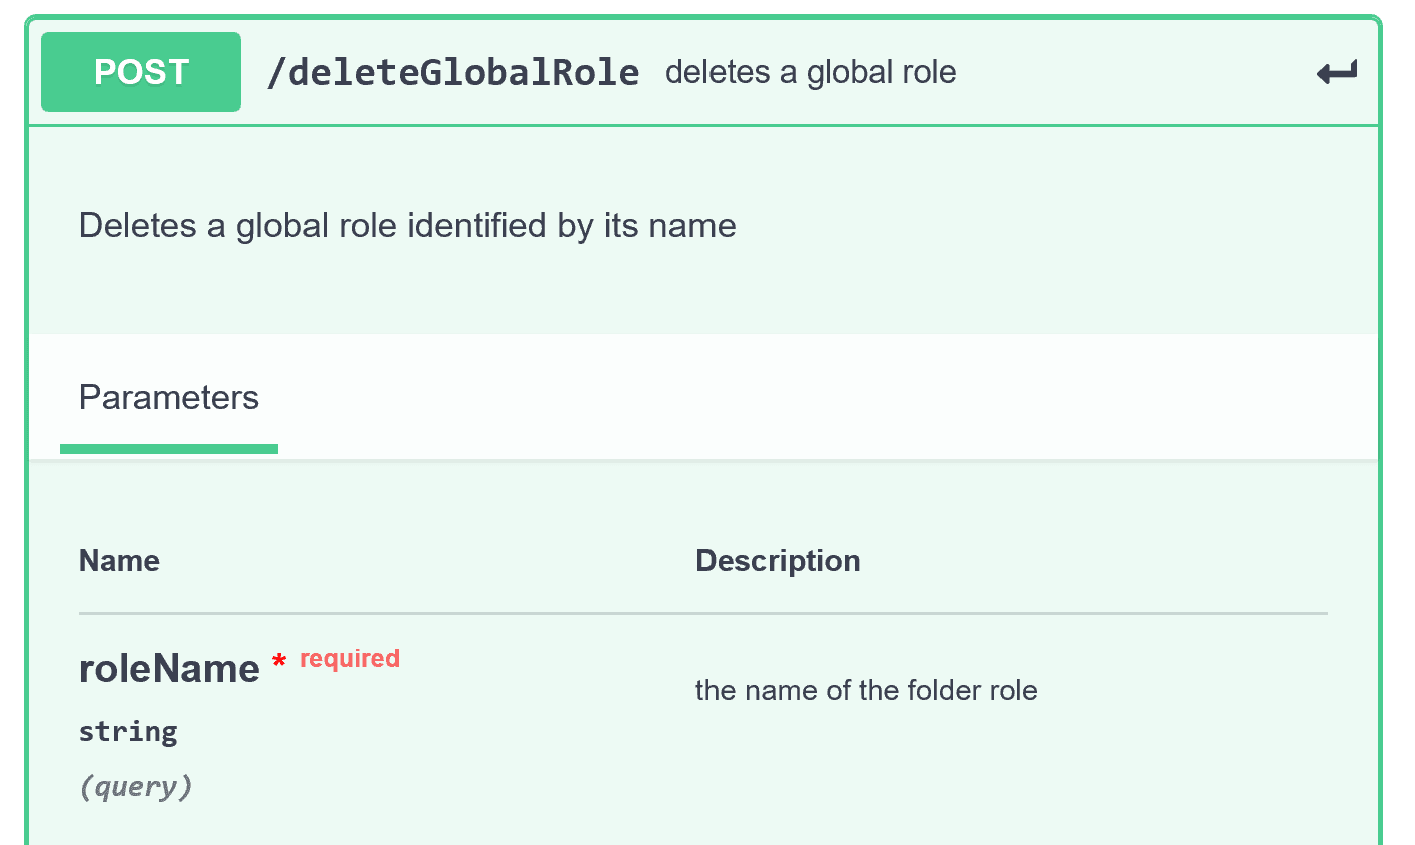 POST /deleteGlobalRole deletes a global role
Deletes a global role identified by its name
Parameters
Name Description
roleName * required
the name of the folder role
string
(query)